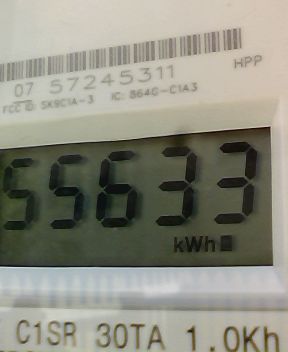 07 57245311
HPP
FCC ID: SK9C1A-3 IC: 864G-C1A3
55633
kWh
C1SR 30TA 1.0Kh